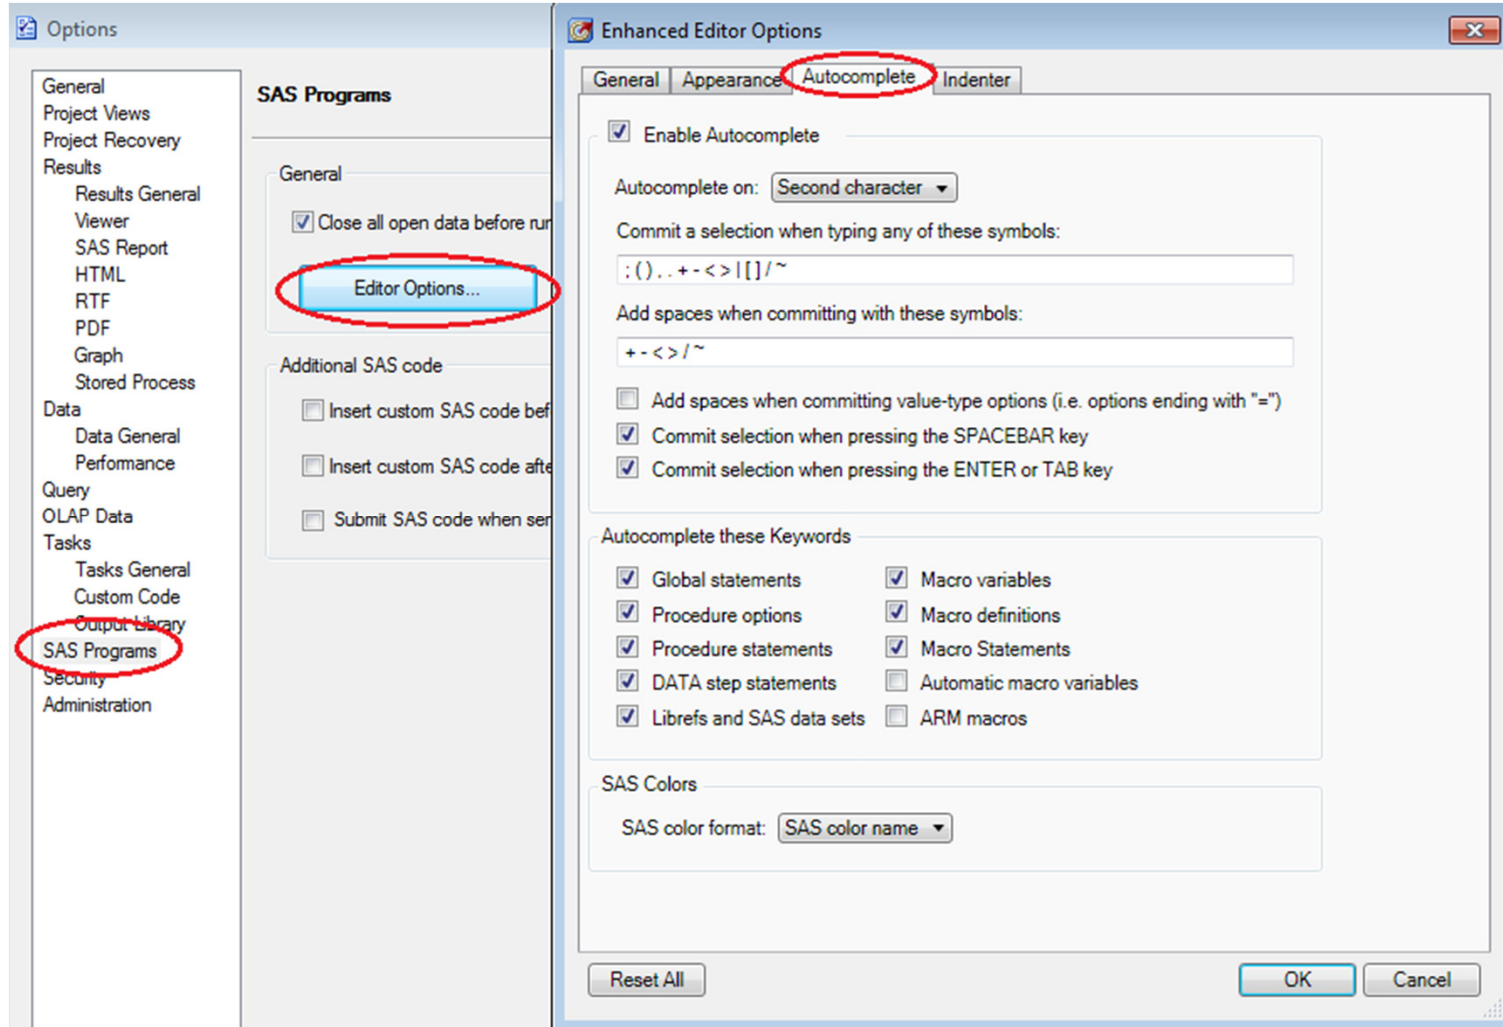 Options
General
Project Views
Project Recovery
Results
Results General
Viewer
SAS Report
HTML
RTF
PDF
Graph
Stored Process
Data
Data General
Performance
Query
OLAP Data
Tasks
Tasks General
Custom Code
Output Library
SAS Programs
Security
Administration
SAS Programs
General
Close all open data before run
Editor Options...
Additional SAS code
Insert custom SAS code bef
Insert custom SAS code afte
Submit SAS code when ser
Enhanced Editor Options
General Appearance Autocomplete Indenter
Enable Autocomplete
Autocomplete on: Second character
Commit a selection when typing any of these symbols:
; ( ) , . + - < > | [ ] / ~
Add spaces when committing with these symbols:
+ - < > / ~
Add spaces when committing value-type options (i.e. options ending with "=")
Commit selection when pressing the SPACEBAR key
Commit selection when pressing the ENTER or TAB key
Autocomplete these Keywords
Global statements Macro variables
Procedure options Macro definitions
Procedure statements Macro Statements
DATA step statements Automatic macro variables
Librefs and SAS data sets ARM macros
SAS Colors
SAS color format: SAS color name
Reset All OK Cancel